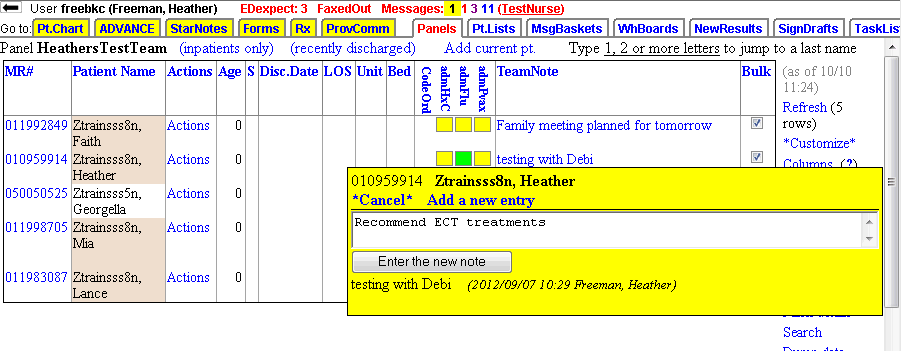 User freebkc (Freeman, Heather) EDexpect: 3 FaxedOut Messages: 1 1 3 11 (TestNurse)
Go to: Pt.Chart ADVANCE StarNotes Forms Rx ProvComm Panels Pt.Lists MsgBaskets WhBoards NewResults SignDrafts TaskLis
Panel HeathersTestTeam (inpatients only) (recently discharged) Add current pt. Type 1, 2 or more letters to jump to a last name
MR# Patient Name Actions Age S Disc.Date LOS Unit Bed CodeOrd admHxC admFlu admPvax TeamNote Bulk
(as of 10/10
11:24)
Refresh (5
rows)
*Customize*
Columns (?)
011992849 Ztrainsss8n, Faith Actions 0 Family meeting planned for tomorrow
010959914 Ztrainsss8n, Heather Actions 0 testing with Debi
050050525 Ztrainsss5n, Georgella Actions 0
011998705 Ztrainsss8n, Mia Actions 0
011983087 Ztrainsss8n, Lance Actions 0
010959914 Ztrainsss8n, Heather
*Cancel* Add a new entry
Recommend ECT treatments
Enter the new note
testing with Debi (2012/09/07 10:29 Freeman, Heather)
Search